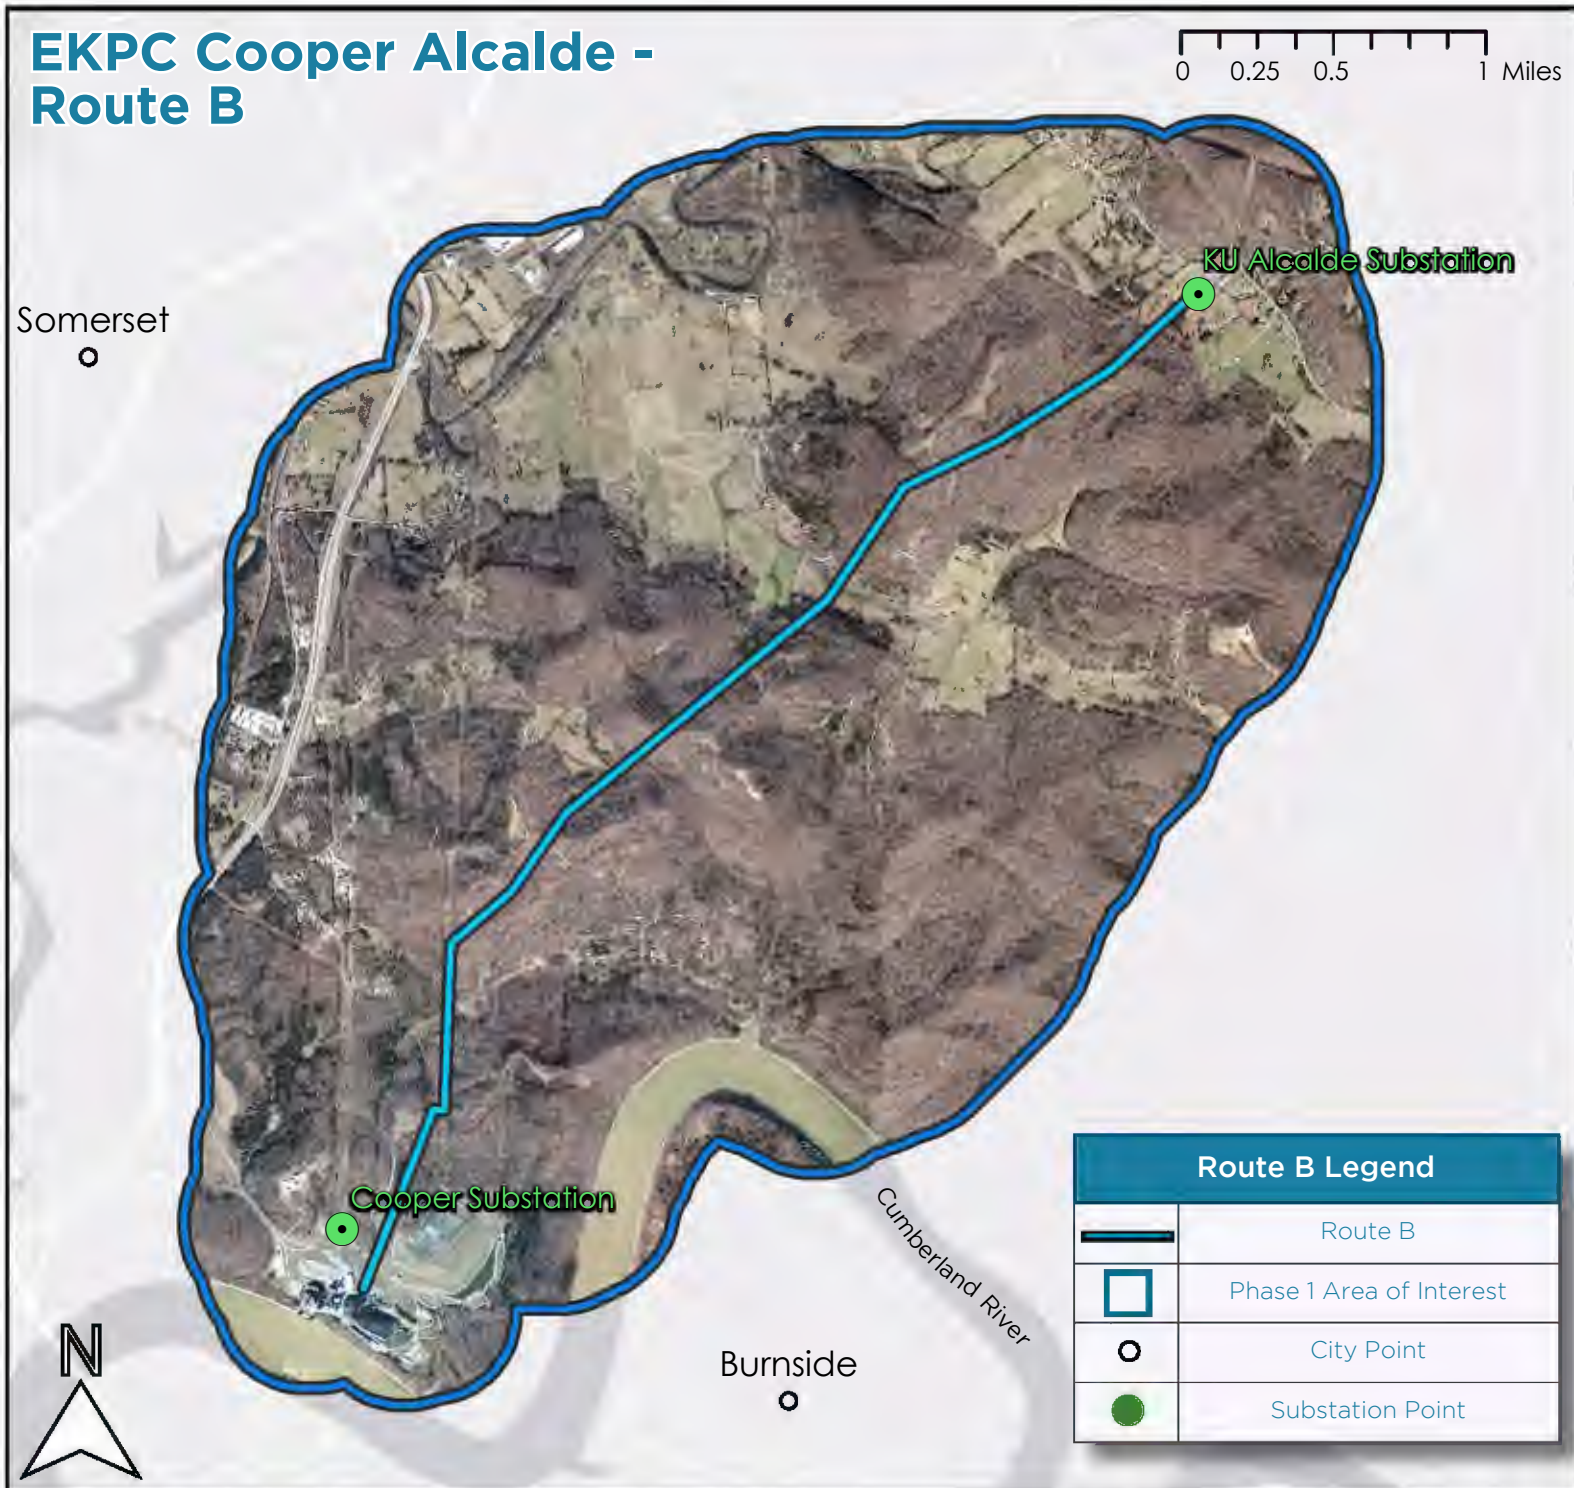 EKPC Cooper Alcalde -
Route B
0 0.25 0.5 1 Miles
KU Alcalde Substation
Somerset
Cooper Substation
Cumberland River
Burnside
N
Route B Legend
Route B
Phase 1 Area of Interest
City Point
Substation Point